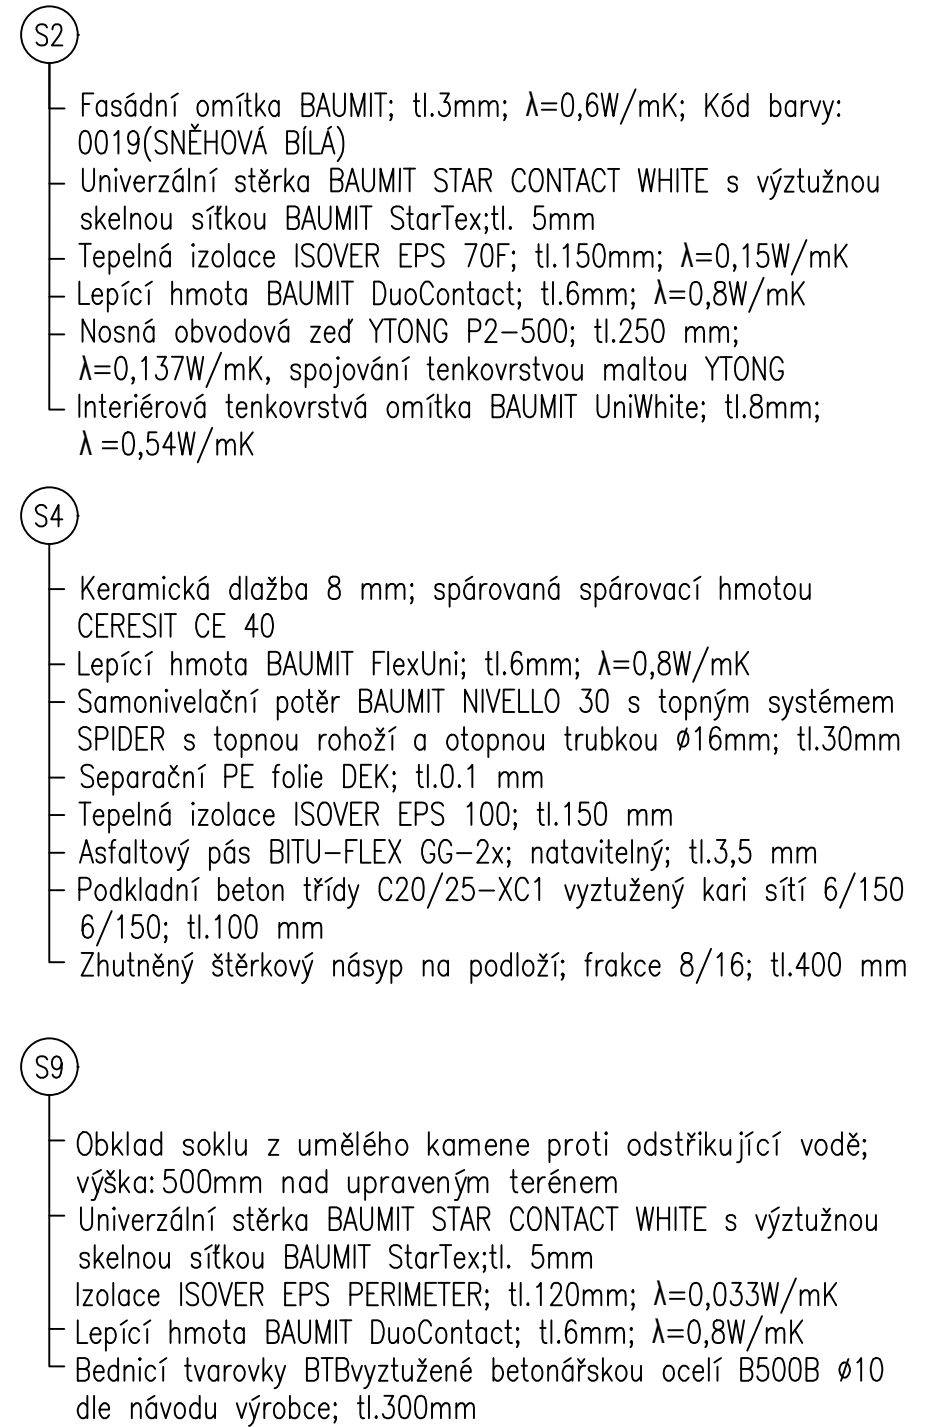 S2
Fasádní omítka BAUMIT; tl.3mm; λ=0,6W/mK; Kód barvy:
0019(SNĚHOVÁ BÍLÁ)
Univerzální stěrka BAUMIT STAR CONTACT WHITE s výztužnou
skelnou síťkou BAUMIT StarTex;tl. 5mm
Tepelná izolace ISOVER EPS 70F; tl.150mm; λ=0,15W/mK
Lepící hmota BAUMIT DuoContact; tl.6mm; λ=0,8W/mK
Nosná obvodová zeď YTONG P2-500; tl.250 mm;
λ=0,137W/mK, spojování tenkovrstvou maltou YTONG
Interiérová tenkovrstvá omítka BAUMIT UniWhite; tl.8mm;
λ =0,54W/mK
S4
Keramická dlažba 8 mm; spárovaná spárovací hmotou
CERESIT CE 40
Lepící hmota BAUMIT FlexUni; tl.6mm; λ=0,8W/mK
Samonivelační potěr BAUMIT NIVELLO 30 s topným systémem
SPIDER s topnou rohoží a otopnou trubkou ø16mm; tl.30mm
Separační PE folie DEK; tl.0.1 mm
Tepelná izolace ISOVER EPS 100; tl.150 mm
Asfaltový pás BITU-FLEX GG-2x; natavitelný; tl.3,5 mm
Podkladní beton třídy C20/25-XC1 vyztužený kari sítí 6/150
6/150; tl.100 mm
Zhutněný štěrkový násyp na podloží; frakce 8/16; tl.400 mm
S9
Obklad soklu z umělého kamene proti odstřikující vodě;
výška: 500mm nad upraveným terénem
Univerzální stěrka BAUMIT STAR CONTACT WHITE s výztužnou
skelnou síťkou BAUMIT StarTex;tl. 5mm
Izolace ISOVER EPS PERIMETER; tl.120mm; λ=0,033W/mK
Lepící hmota BAUMIT DuoContact; tl.6mm; λ=0,8W/mK
Bednicí tvarovky BTBvyztužené betonářskou ocelí B500B ø10
dle návodu výrobce; tl.300mm